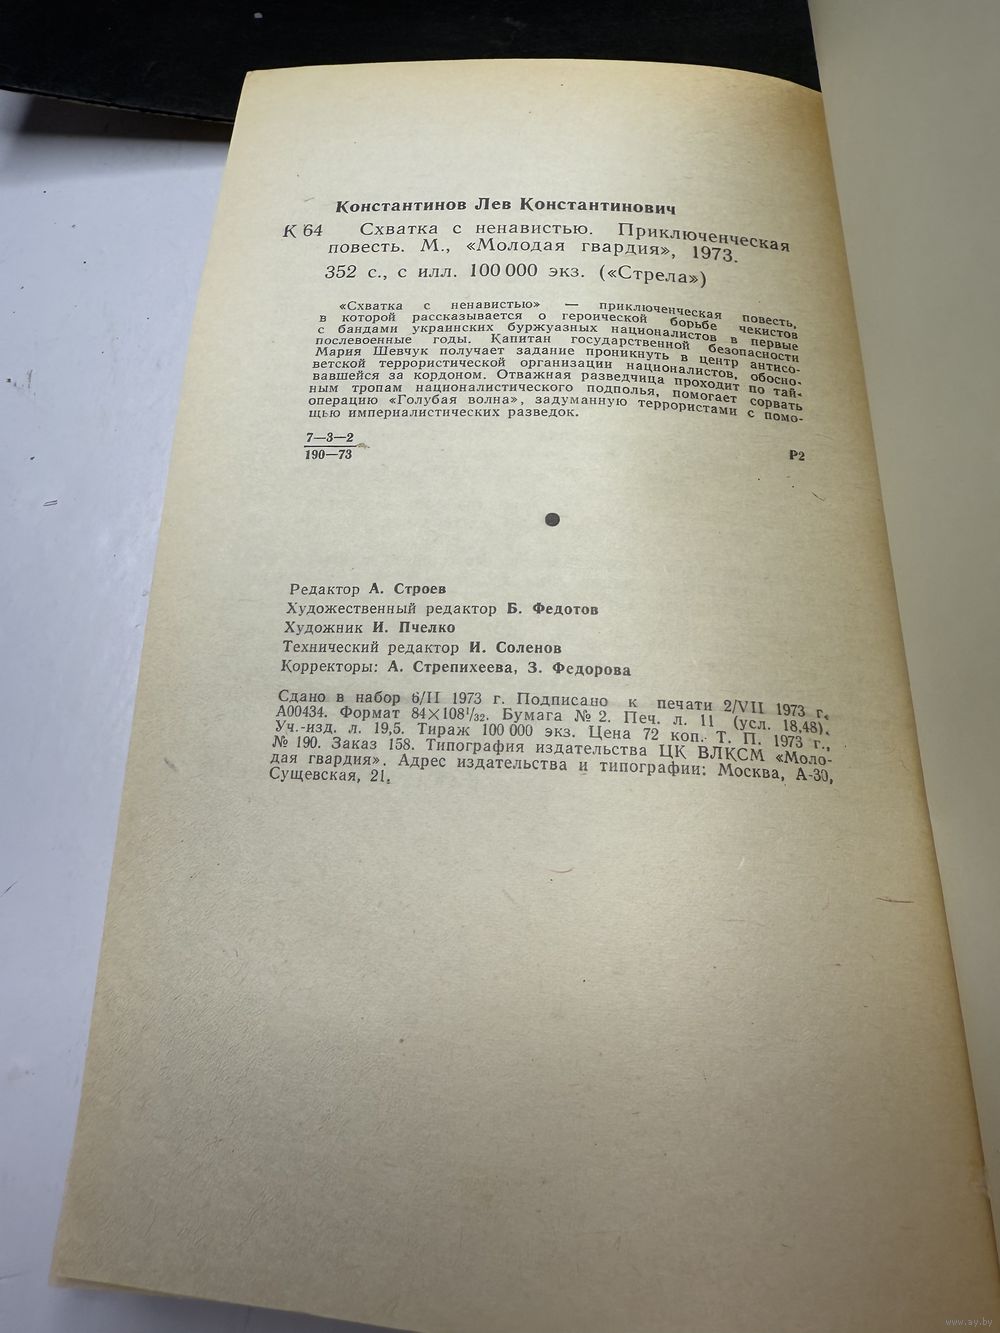 Константинов Лев Константинович
К 64 Схватка с ненавистью. Приключенческая
повесть. М., «Молодая гвардия», 1973.
352 с., с илл. 100 000 экз. («Стрела»)
«Схватка с ненавистью» — приключенческая повесть,
в которой рассказывается о героической борьбе чекистов
с бандами украинских буржуазных националистов в первые
послевоенные годы. Капитан государственной безопасности
Мария Шевчук получает задание проникнуть в центр антисо-
ветской террористической организации националистов, обосно-
вавшейся за кордоном. Отважная разведчица проходит по тай-
ным тропам националистического подполья, помогает сорвать
операцию «Голубая волна», задуманную террористами с помо-
щью империалистических разведок.
7—3—2
190—73
Р2
Редактор А. Строев
Художественный редактор Б. Федотов
Художник И. Пчелко
Технический редактор И. Соленов
Корректоры: А. Стрепихеева, З. Федорова
Сдано в набор 6/II 1973 г. Подписано к печати 2/VII 1973 г.
А00434. Формат 84×108¹/₃₂. Бумага № 2. Печ. л. 11 (усл. 18,48).
Уч.-изд. л. 19,5. Тираж 100 000 экз. Цена 72 коп. Т. П. 1973 г.,
№ 190. Заказ 158. Типография издательства ЦК ВЛКСМ «Моло-
дая гвардия». Адрес издательства и типографии: Москва, А-30,
Сущевская, 21.
www.ay.by